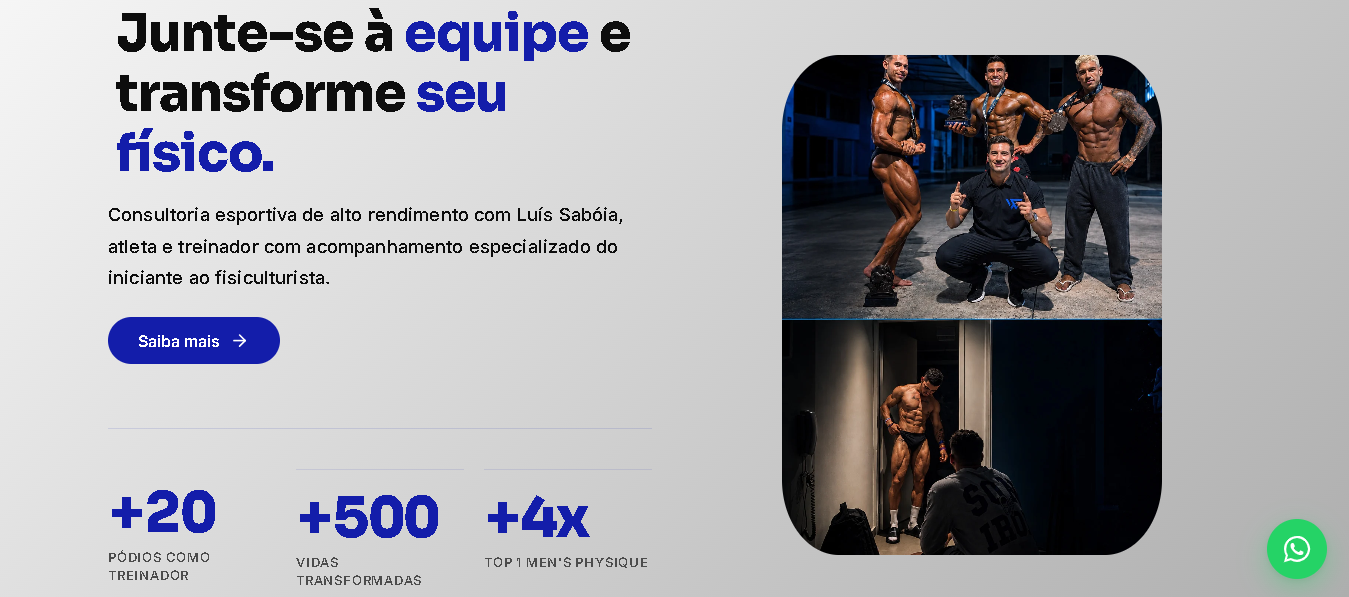 Junte-se à equipe e
transforme seu
físico.
Consultoria esportiva de alto rendimento com Luís Sabóia,
atleta e treinador com acompanhamento especializado do
iniciante ao fisiculturista.
Saiba mais
+20
PÓDIOS COMO
TREINADOR
+500
VIDAS
TRANSFORMADAS
+4x
TOP 1 MEN'S PHYSIQUE